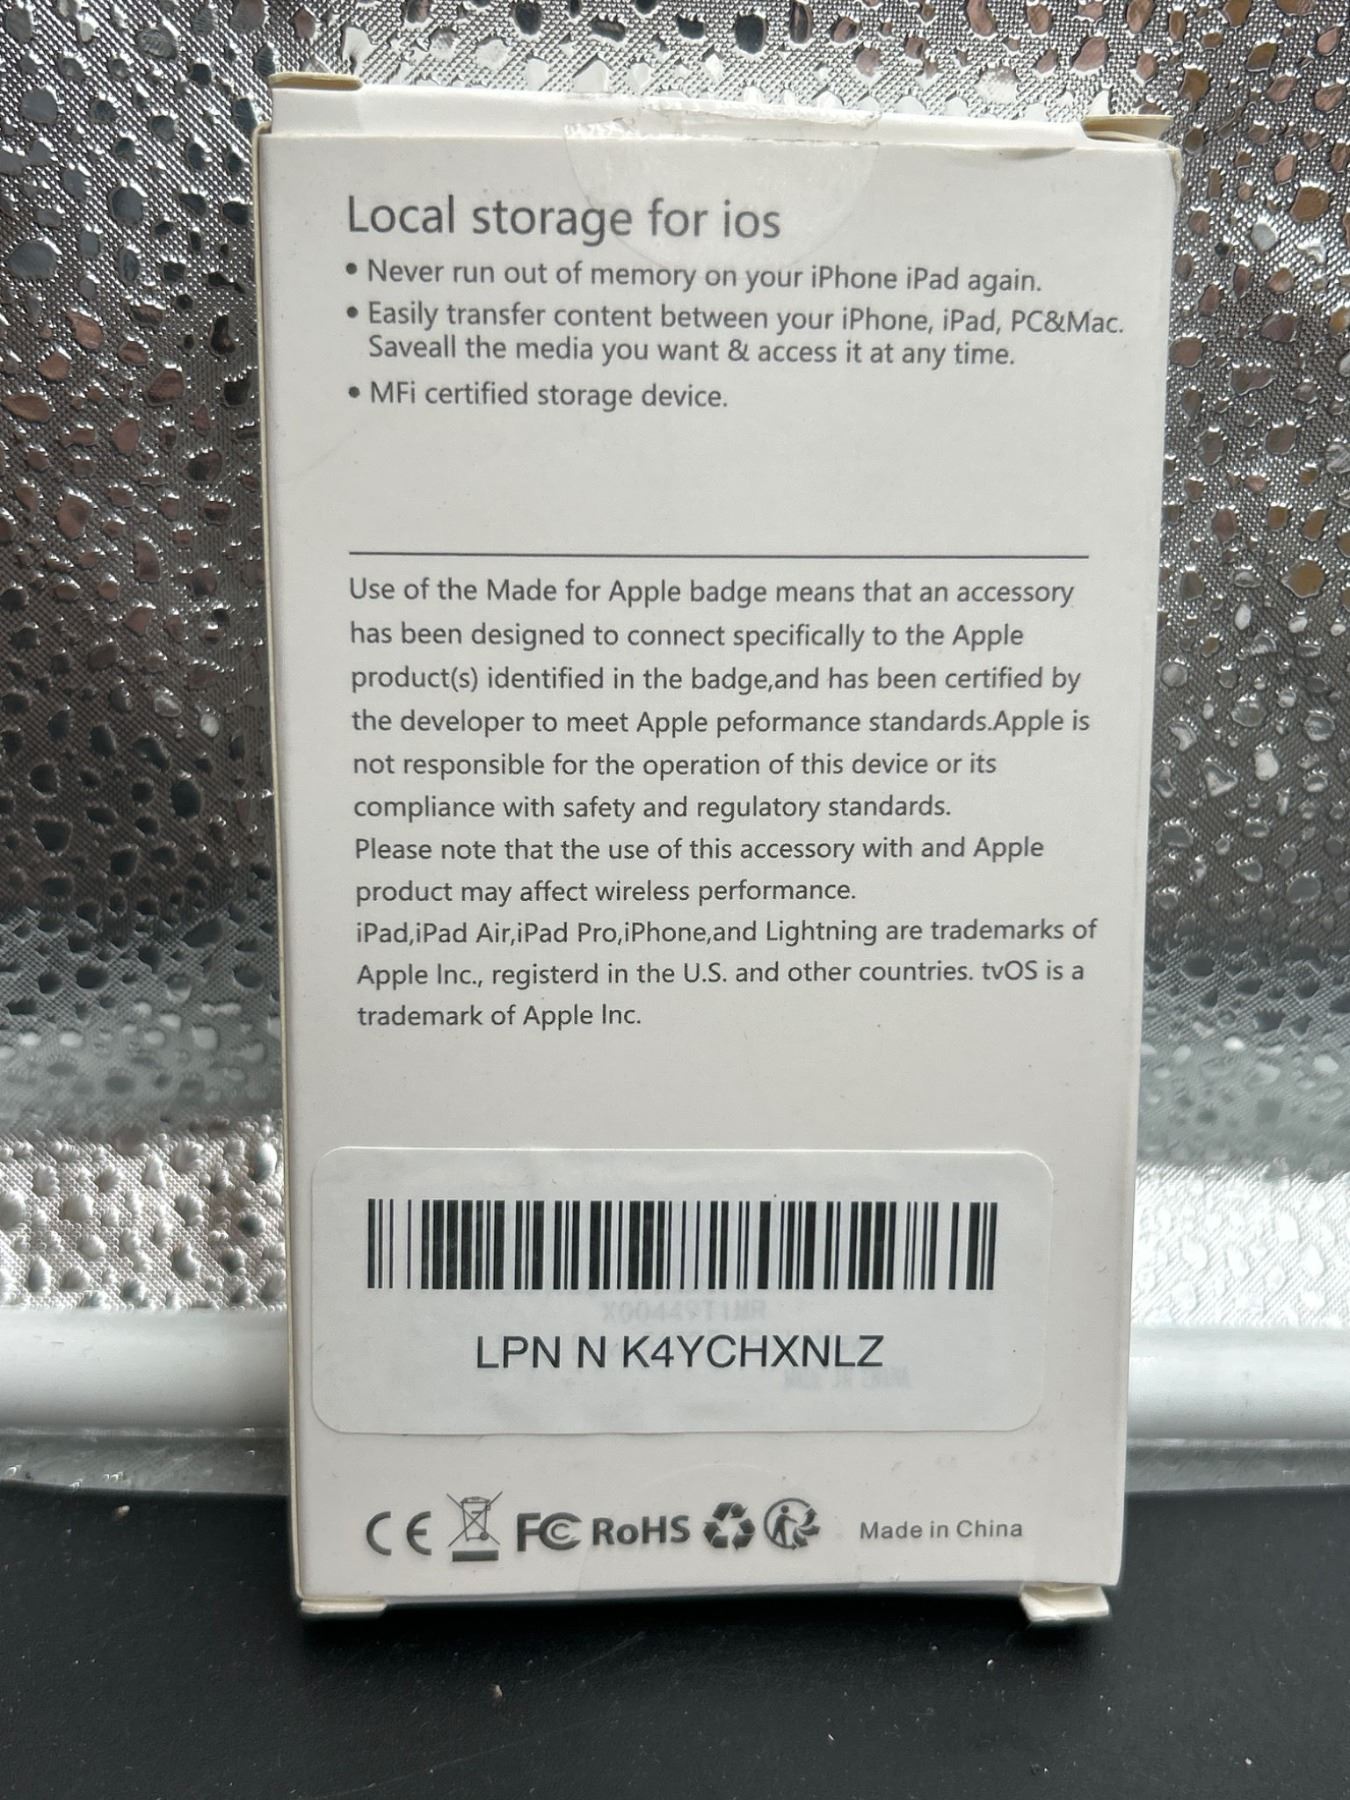 Local storage for ios
• Never run out of memory on your iPhone iPad again.
• Easily transfer content between your iPhone, iPad, PC&Mac.
Saveall the media you want & access it at any time.
• MFi certified storage device.
Use of the Made for Apple badge means that an accessory
has been designed to connect specifically to the Apple
product(s) identified in the badge,and has been certified by
the developer to meet Apple peformance standards.Apple is
not responsible for the operation of this device or its
compliance with safety and regulatory standards.
Please note that the use of this accessory with and Apple
product may affect wireless performance.
iPad,iPad Air,iPad Pro,iPhone,and Lightning are trademarks of
Apple Inc., registerd in the U.S. and other countries. tvOS is a
trademark of Apple Inc.
X00449T1MR
LPN N K4YCHXNLZ
CE FC RoHS Made in China